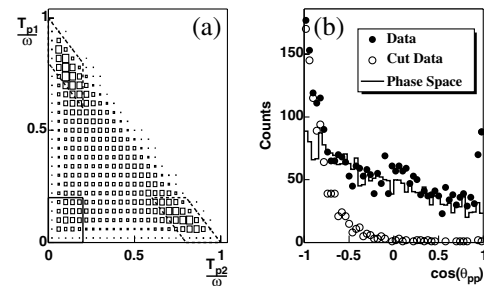 T_p1/ω
(a)
1
0.5
0
0
0.5
1
T_p2/ω
(b)
Data
Cut Data
Phase Space
Counts
150
100
50
0
-1
-0.5
0
0.5
1
cos(θ_pp)